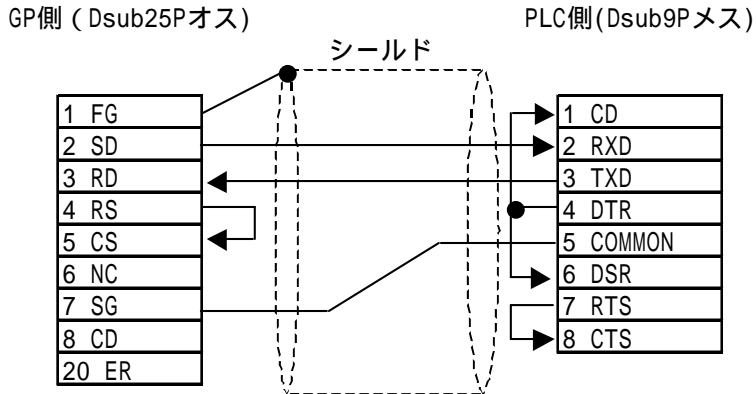 GP側 ( Dsub25Pオス)
PLC側(Dsub9Pメス)
シールド
1 FG
2 SD
3 RD
4 RS
5 CS
6 NC
7 SG
8 CD
20 ER
1 CD
2 RXD
3 TXD
4 DTR
5 COMMON
6 DSR
7 RTS
8 CTS